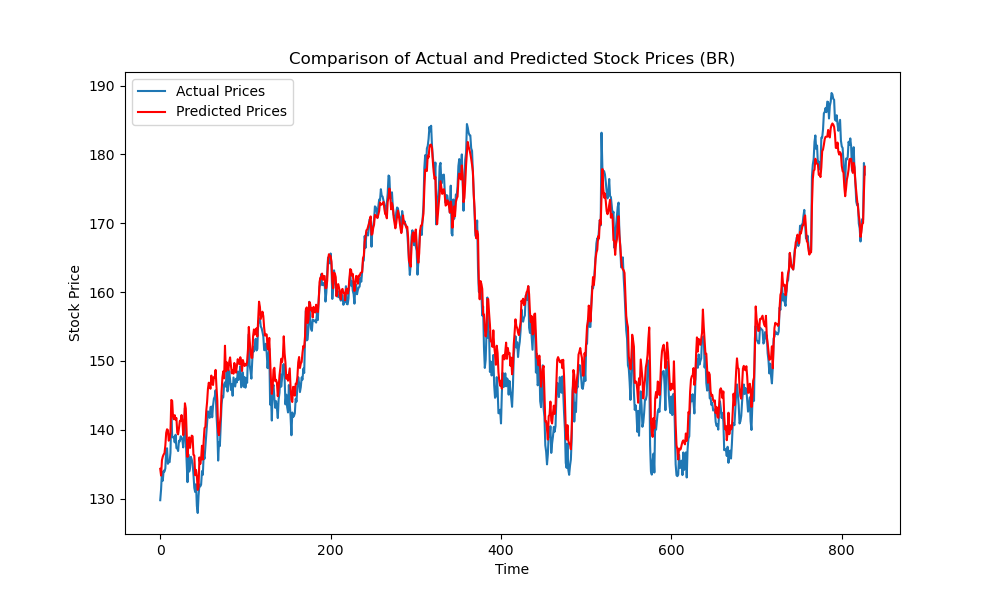 Comparison of Actual and Predicted Stock Prices (BR)
Actual Prices
Predicted Prices
190
180
170
160
150
140
130
Stock Price
0 200 400 600 800
Time